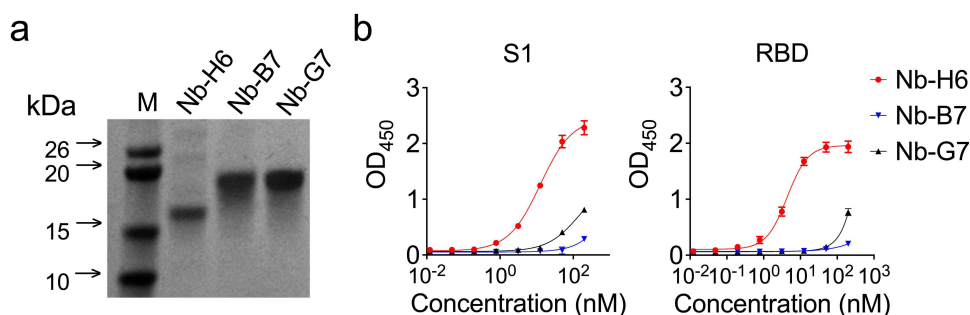 a
kDa
M
Nb-H6
Nb-B7
Nb-G7
26
20
15
10
b
S1
OD450
3
2
1
0
10-2
100
102
Concentration (nM)
RBD
OD450
3
2
1
0
10-2
10-1
100
101
102
103
Concentration (nM)
Nb-H6
Nb-B7
Nb-G7